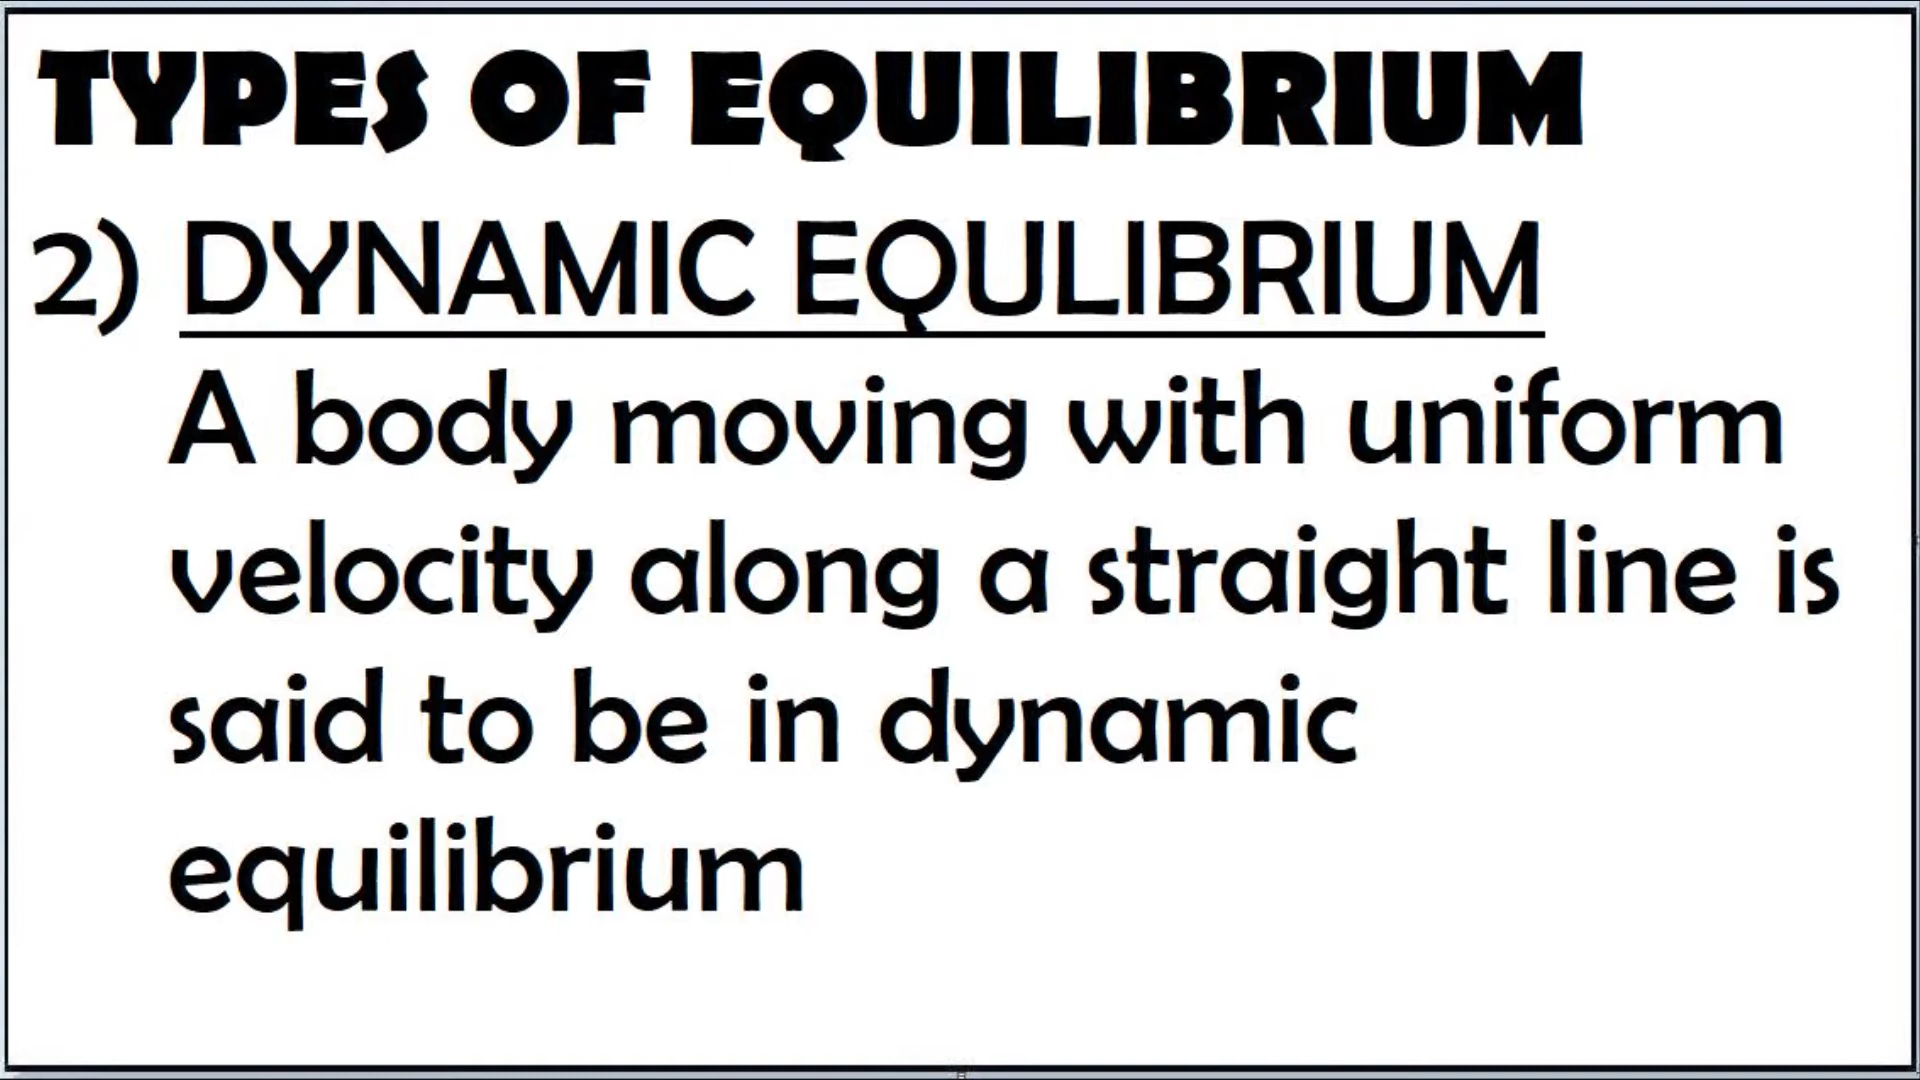 TYPES OF EQUILIBRIUM
2) DYNAMIC EQULIBRIUM
A body moving with uniform
velocity along a straight line is
said to be in dynamic
equilibrium